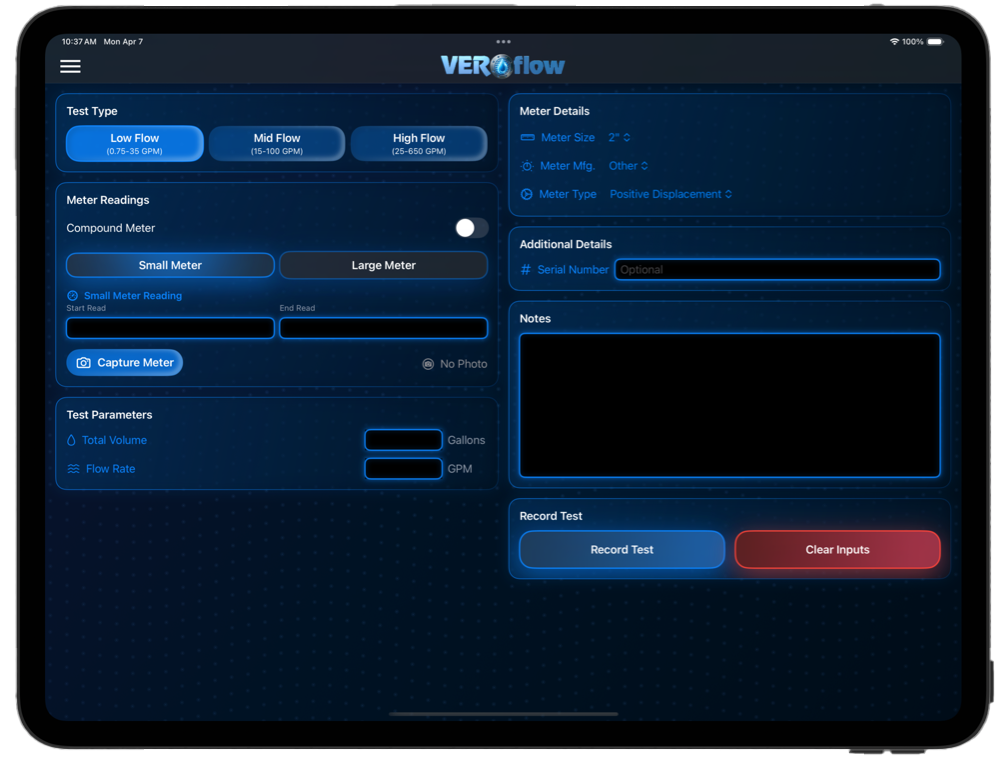 10:37 AM Mon Apr 7
100%
VEROflow
Test Type
Low Flow
(0.75-35 GPM)
Mid Flow
(15-100 GPM)
High Flow
(25-650 GPM)
Meter Readings
Compound Meter
Small Meter
Large Meter
Small Meter Reading
Start Read
End Read
Capture Meter
No Photo
Test Parameters
Total Volume
Gallons
Flow Rate
GPM
Meter Details
Meter Size 2"
Meter Mfg. Other
Meter Type Positive Displacement
Additional Details
# Serial Number Optional
Notes
Record Test
Record Test
Clear Inputs